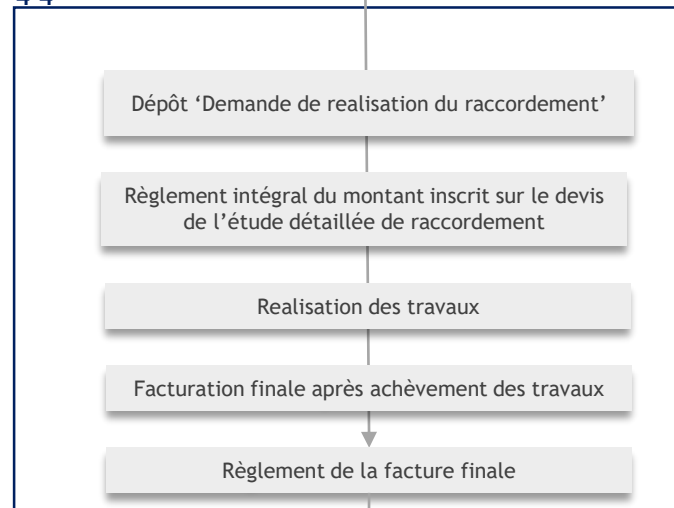 Dépôt ‘Demande de realisation du raccordement’
Règlement intégral du montant inscrit sur le devis
de l’étude détaillée de raccordement
Realisation des travaux
Facturation finale après achèvement des travaux
Règlement de la facture finale